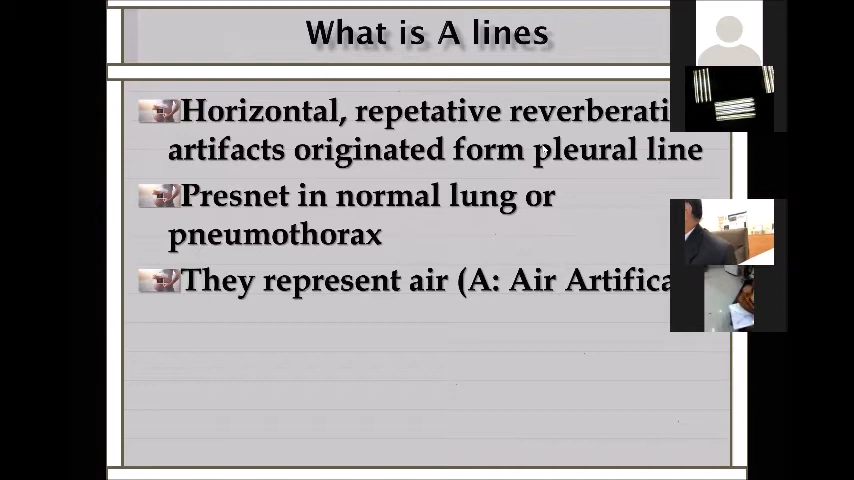 What is A lines
Horizontal, repetative reverberati
artifacts originated form pleural line
Presnet in normal lung or
pneumothorax
They represent air (A: Air Artifica